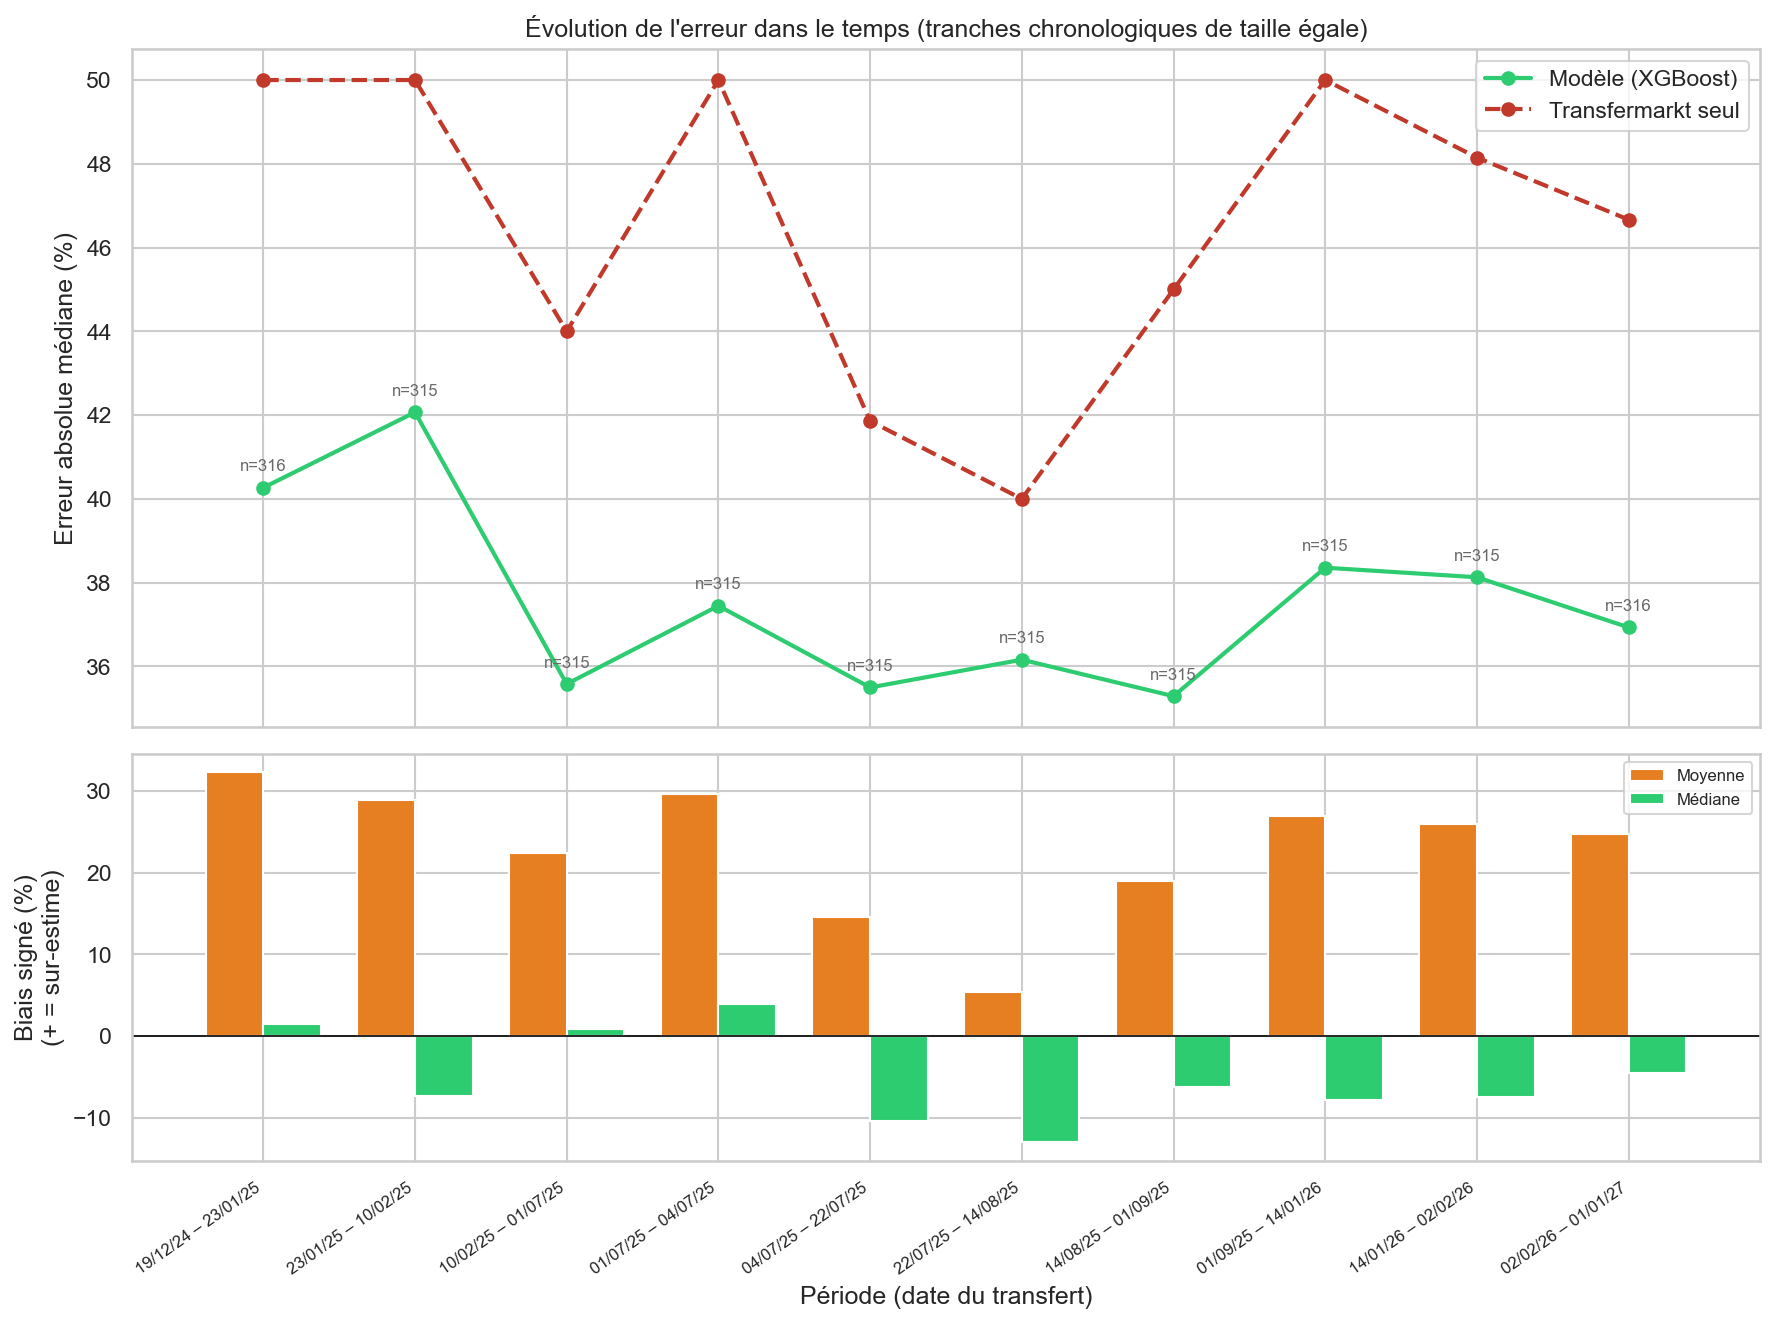 Évolution de l'erreur dans le temps (tranches chronologiques de taille égale)
Erreur absolue médiane (%)
50
48
46
44
42
40
38
36
Modèle (XGBoost)
Transfermarkt seul
n=316
n=315
n=315
n=315
n=315
n=315
n=315
n=315
n=315
n=316
Biais signé (%)
(+ = sur-estime)
30
20
10
0
−10
Moyenne
Médiane
19/12/24 – 23/01/25
23/01/25 – 10/02/25
10/02/25 – 01/07/25
01/07/25 – 04/07/25
04/07/25 – 22/07/25
22/07/25 – 14/08/25
14/08/25 – 01/09/25
01/09/25 – 14/01/26
14/01/26 – 02/02/26
02/02/26 – 01/01/27
Période (date du transfert)